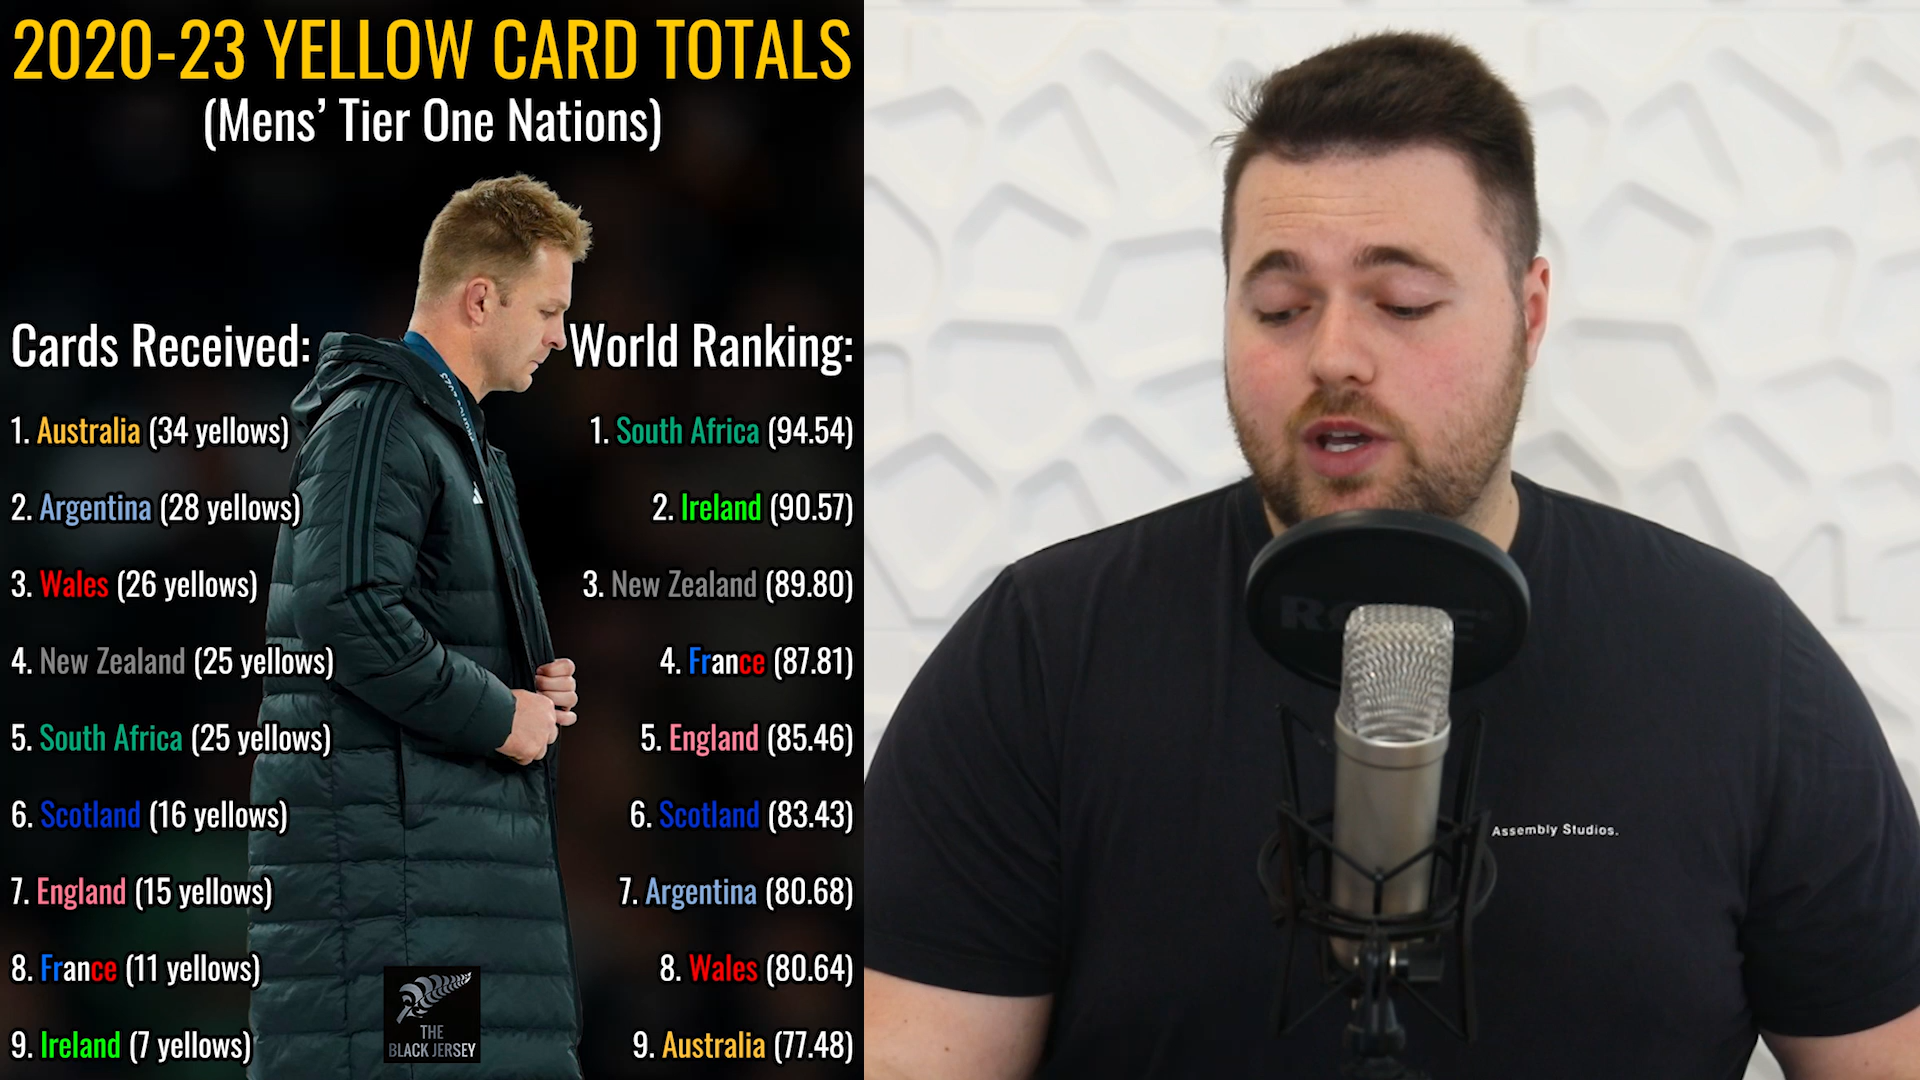 2020-23 YELLOW CARD TOTALS
(Mens’ Tier One Nations)
Cards Received:
1. Australia (34 yellows)
2. Argentina (28 yellows)
3. Wales (26 yellows)
4. New Zealand (25 yellows)
5. South Africa (25 yellows)
6. Scotland (16 yellows)
7. England (15 yellows)
8. France (11 yellows)
9. Ireland (7 yellows)
World Ranking:
1. South Africa (94.54)
2. Ireland (90.57)
3. New Zealand (89.80)
4. France (87.81)
5. England (85.46)
6. Scotland (83.43)
7. Argentina (80.68)
8. Wales (80.64)
9. Australia (77.48)
THE
BLACK JERSEY
Assembly Studios.